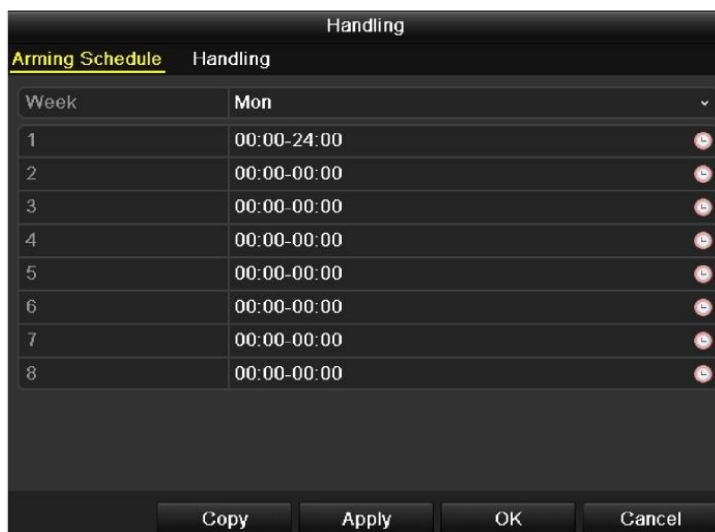 Handling
Arming Schedule Handling
Week Mon
1 00:00-24:00
2 00:00-00:00
3 00:00-00:00
4 00:00-00:00
5 00:00-00:00
6 00:00-00:00
7 00:00-00:00
8 00:00-00:00
Copy Apply OK Cancel